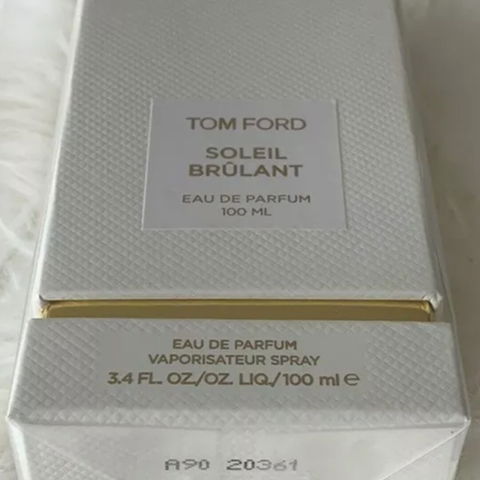 TOM FORD
SOLEIL
BRÛLANT
EAU DE PARFUM
100 ML
EAU DE PARFUM
VAPORISATEUR SPRAY
3.4 FL. OZ./OZ. LIQ./100 ml ℮
A90 20361